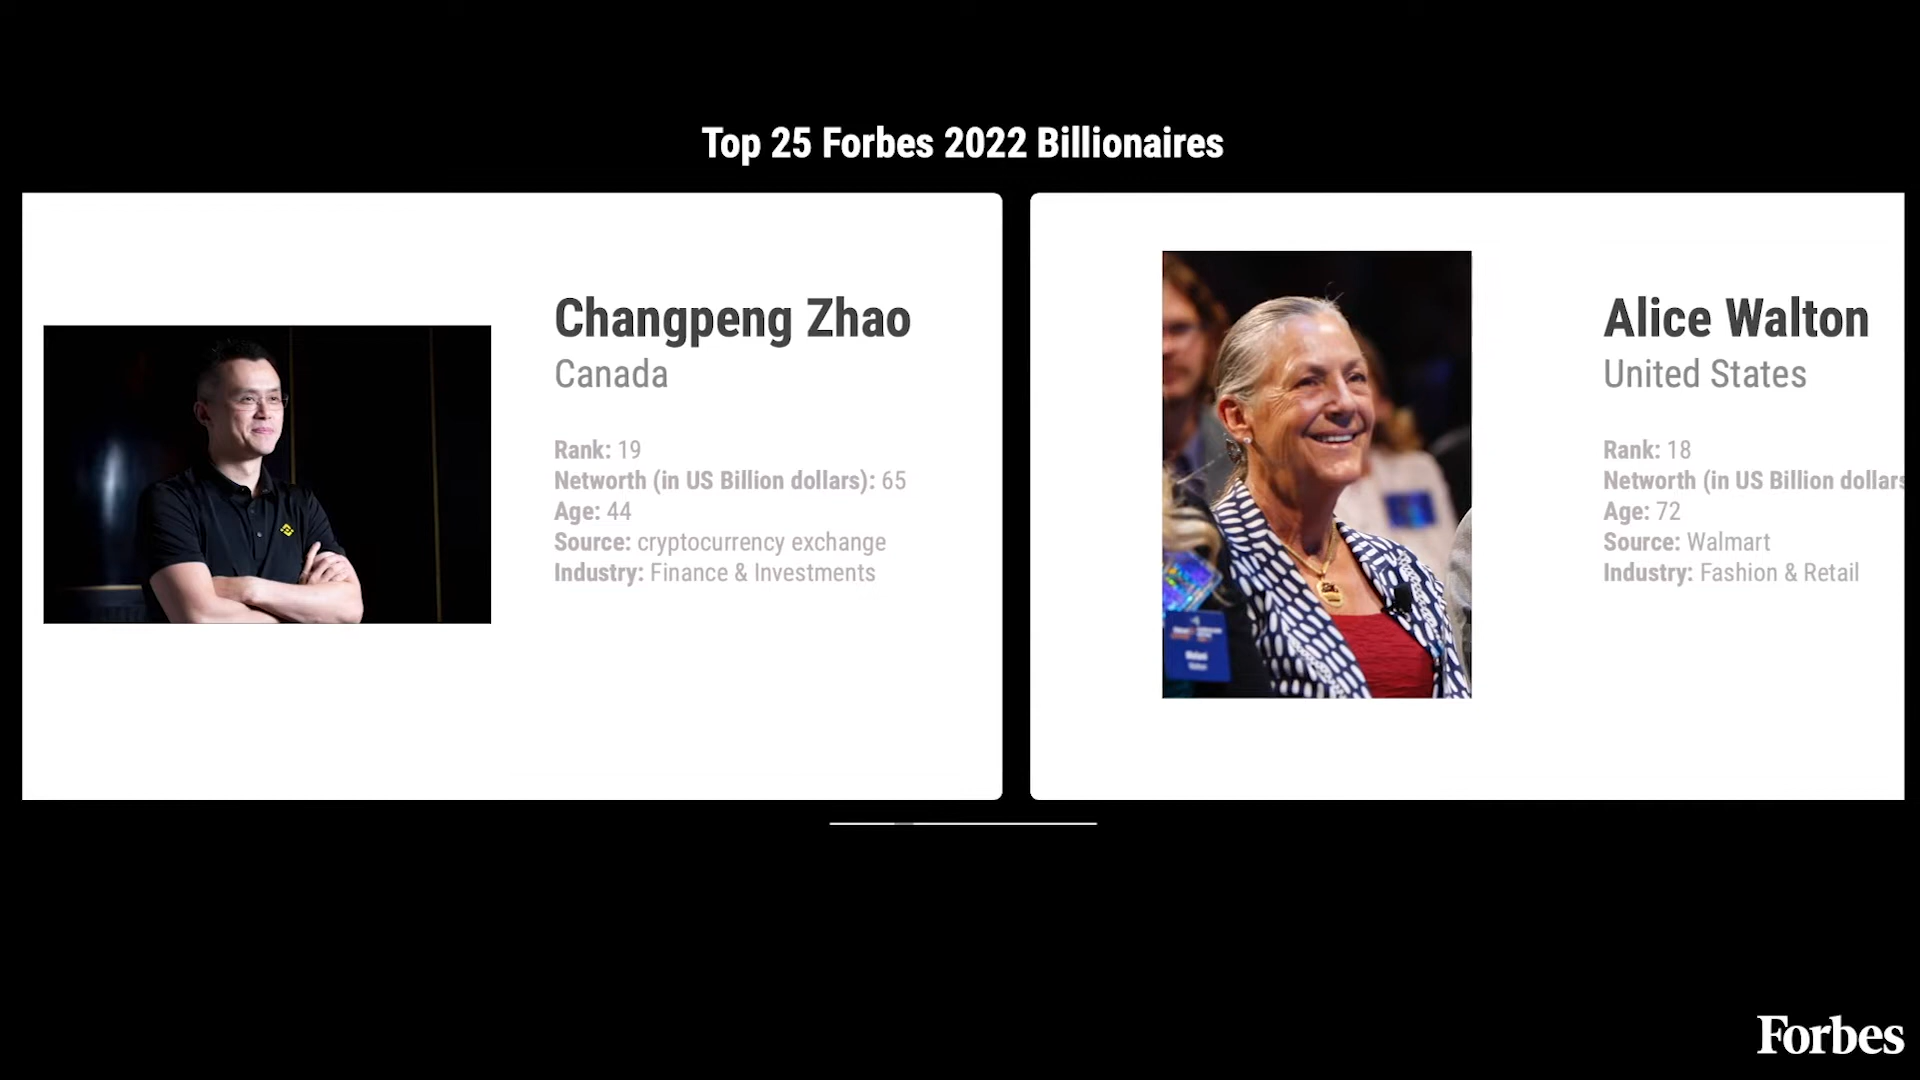 Top 25 Forbes 2022 Billionaires
Changpeng Zhao
Canada
Rank: 19
Networth (in US Billion dollars): 65
Age: 44
Source: cryptocurrency exchange
Industry: Finance & Investments
Alice Walton
United States
Rank: 18
Networth (in US Billion dollars
Age: 72
Source: Walmart
Industry: Fashion & Retail
Forbes